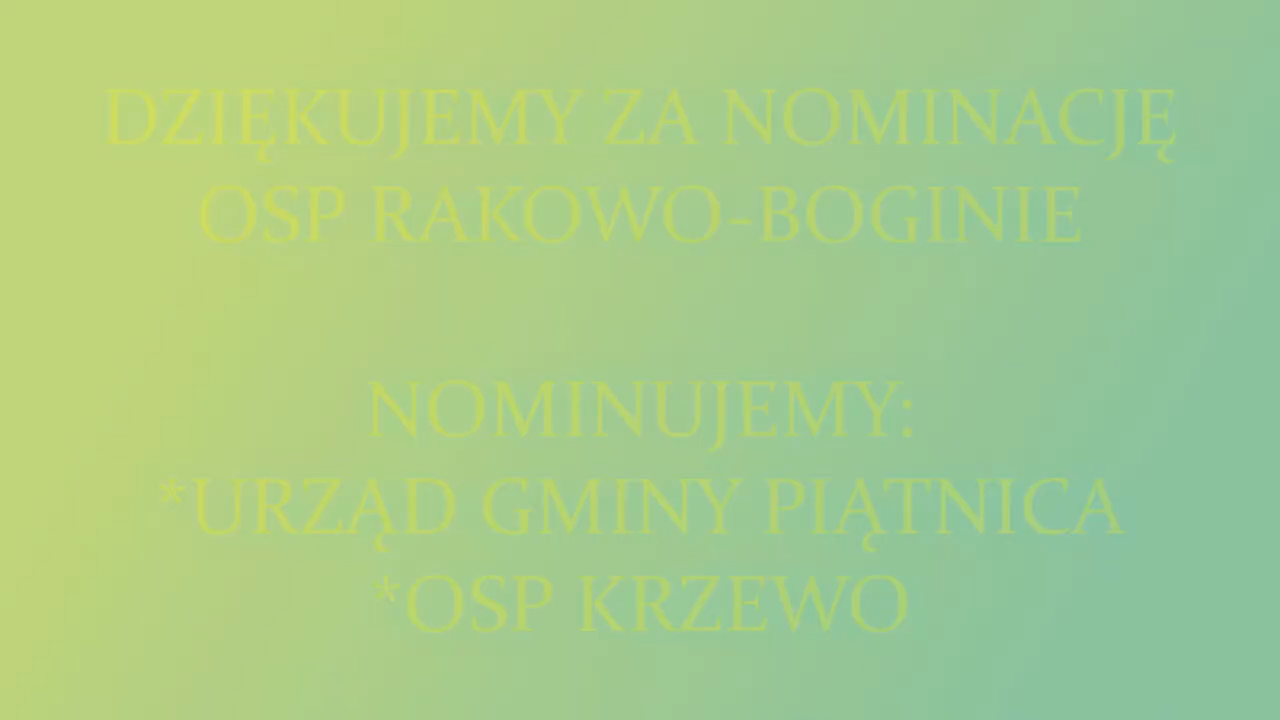 DZIĘKUJEMY ZA NOMINACJĘ
OSP RAKOWO-BOGINIE
NOMINUJEMY:
*URZĄD GMINY PIĄTNICA
*OSP KRZEWO